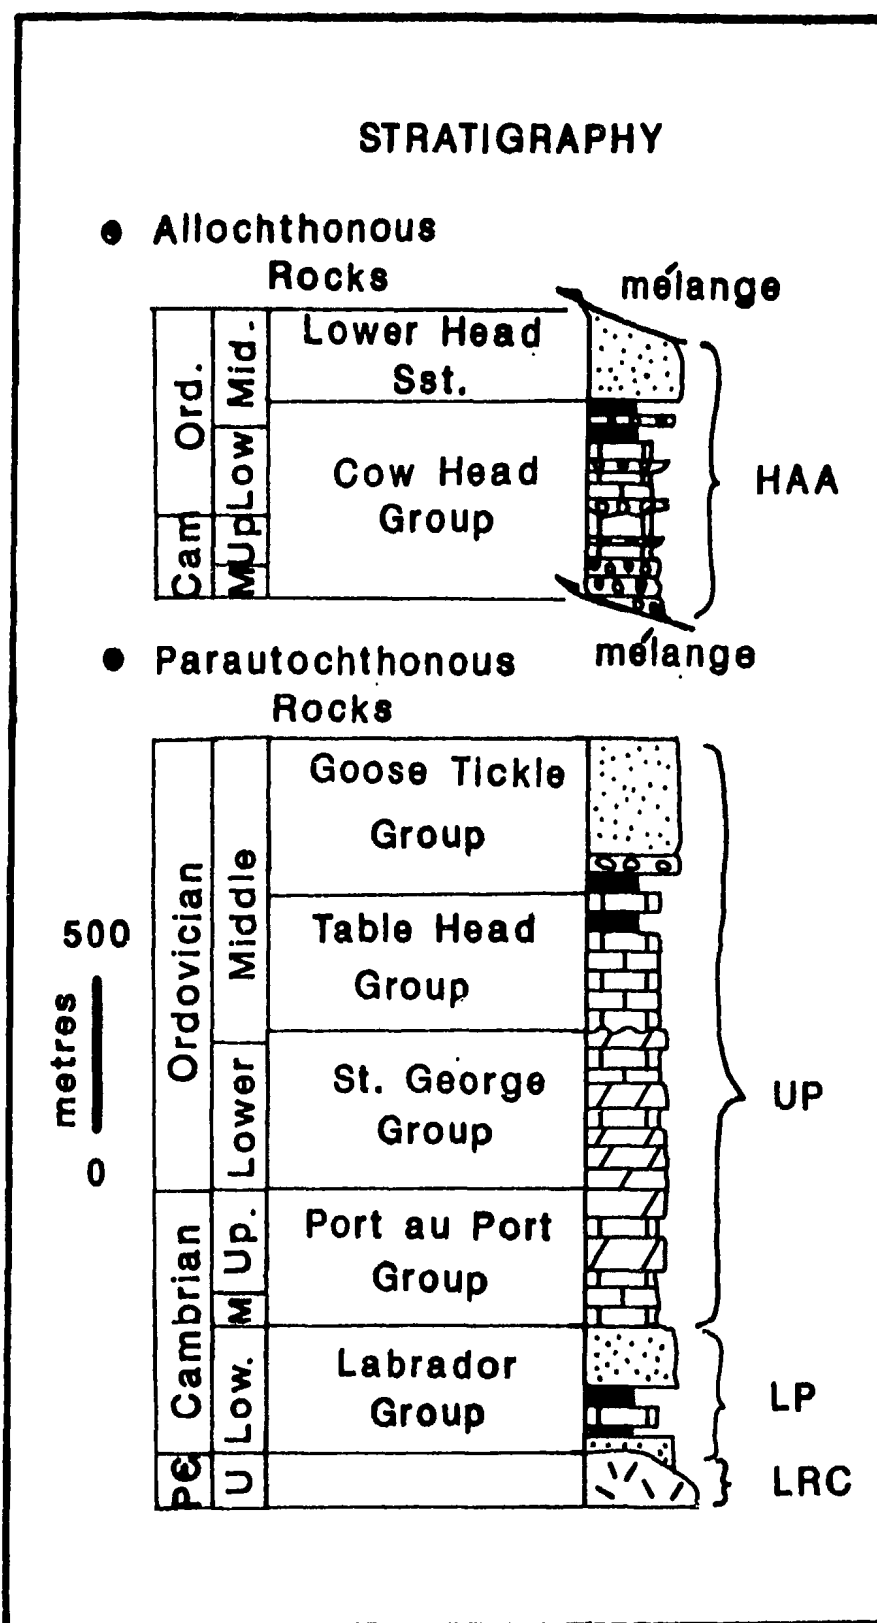 STRATIGRAPHY
Allochthonous
Rocks
mélange
Ord.
Mid.
Lower Head
Sst.
Low
Cow Head
Group
HAA
Cam
Up
M
mélange
Parautochthonous
Rocks
Ordovician
Middle
Goose Tickle
Group
500
metres
0
Table Head
Group
Lower
St. George
Group
UP
Cambrian
Up.
Port au Port
Group
M
Low.
Labrador
Group
LP
PЄ
U
LRC